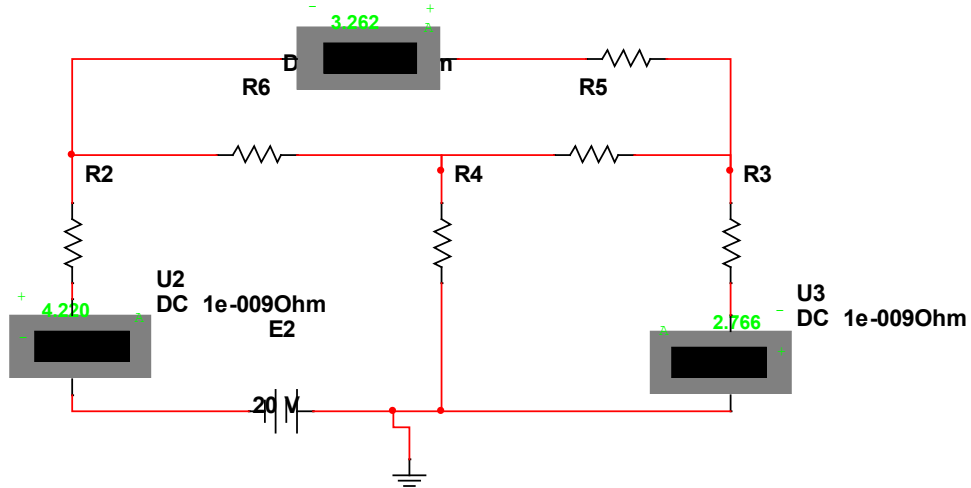 3.262
D n
R6
R5
R2
R4
R3
U2
DC 1e-009Ohm
4.220
E2
20 V
U3
DC 1e-009Ohm
2.766